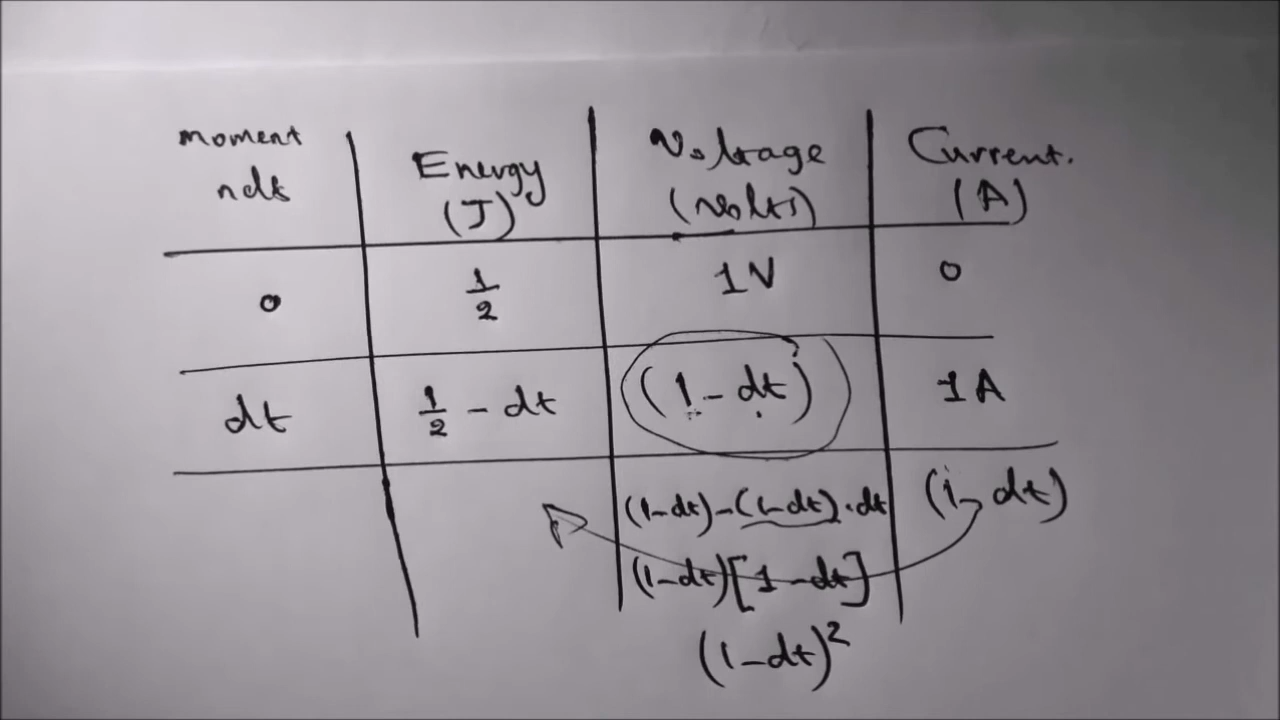 moment
ndt
Energy
(J)
Voltage
(volts)
Current.
(A)
0
1/2
1V
0
dt
1/2 - dt
(1-dt)
1A
(1-dt)-(1-dt).dt
(1-dt)
(1-dt)[1-dt]
(1-dt)²